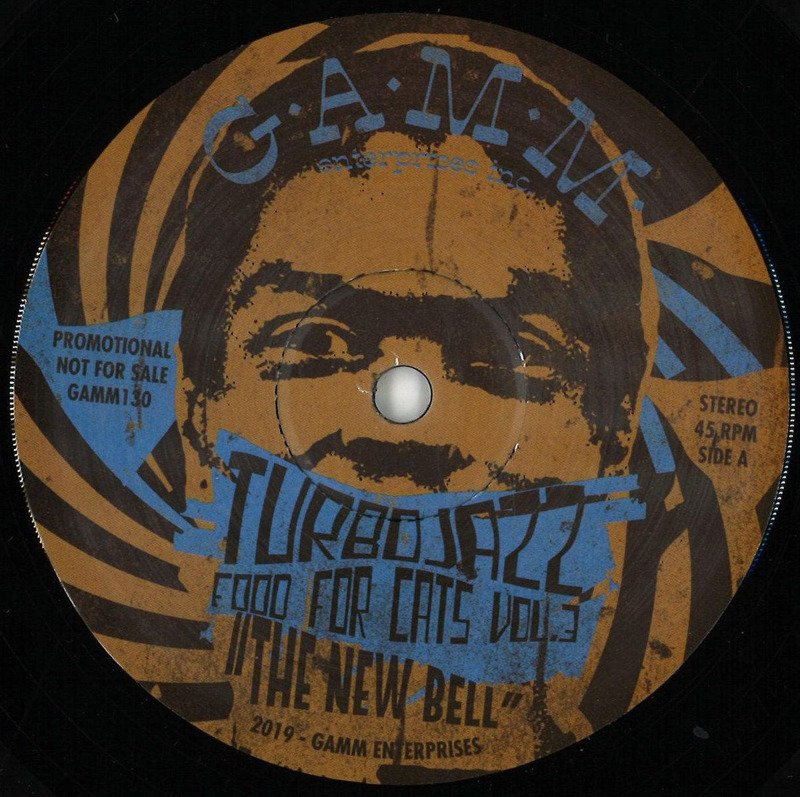 G·A·M·M·
enterprises inc.
PROMOTIONAL
NOT FOR SALE
GAMM130
STEREO
45 RPM
SIDE A
TURBOJAZZ
FOOD FOR CATS VOL.3
"THE NEW BELL"
2019 - GAMM ENTERPRISES